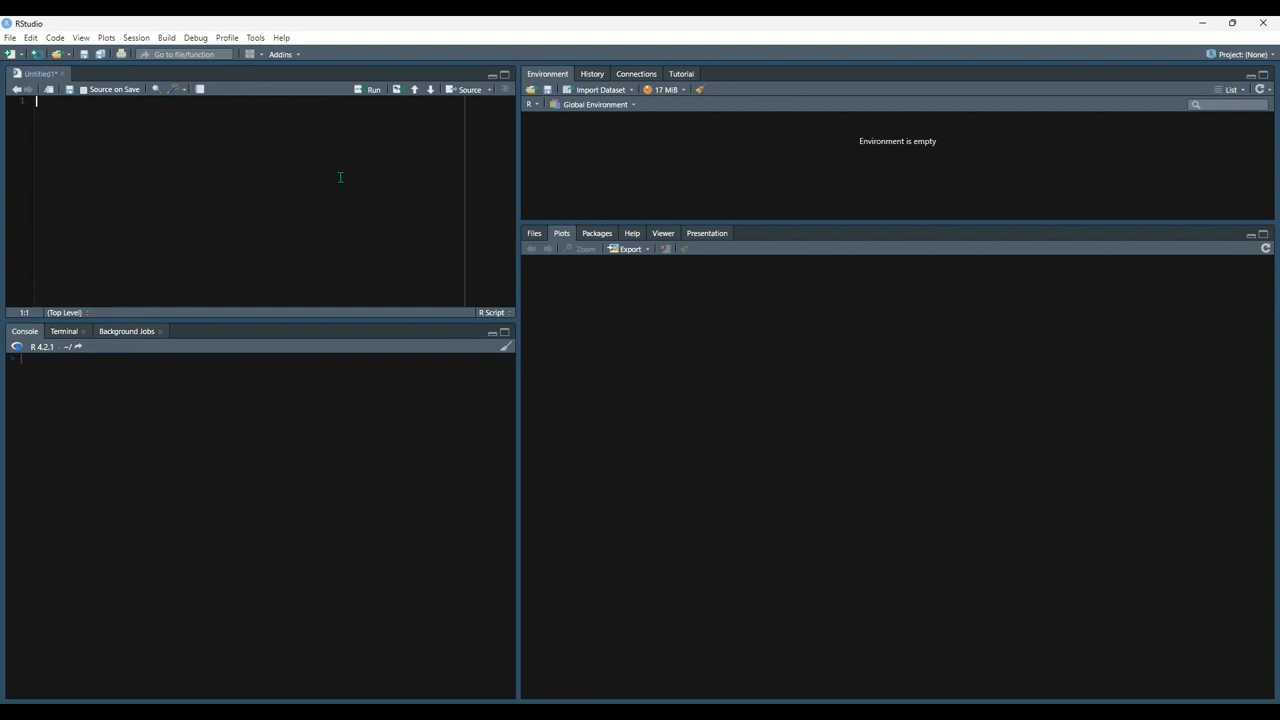 RStudio
File Edit Code View Plots Session Build Debug Profile Tools Help
Go to file/function Addins Project: (None)
Untitled1*
Source on Save Run Source
1
1:1 (Top Level) R Script
Console Terminal Background Jobs
R 4.2.1 · ~/
>
Environment History Connections Tutorial
Import Dataset 17 MiB List
R Global Environment
Environment is empty
Files Plots Packages Help Viewer Presentation
Zoom Export